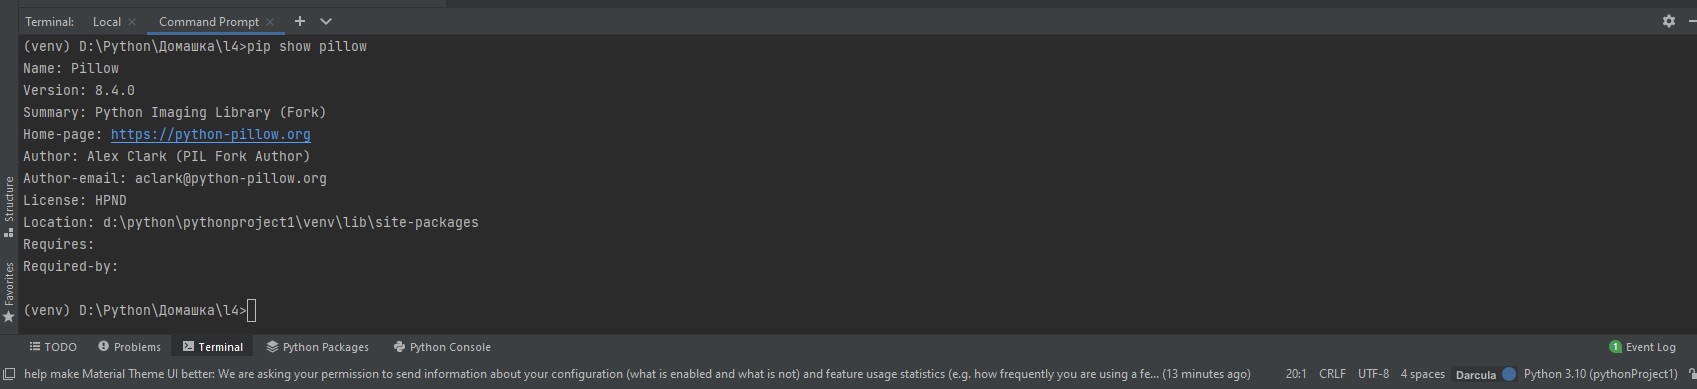 Terminal: Local × Command Prompt × +
(venv) D:\Python\Домашка\l4>pip show pillow
Name: Pillow
Version: 8.4.0
Summary: Python Imaging Library (Fork)
Home-page: https://python-pillow.org
Author: Alex Clark (PIL Fork Author)
Author-email: aclark@python-pillow.org
License: HPND
Location: d:\python\pythonproject1\venv\lib\site-packages
Requires:
Required-by:
(venv) D:\Python\Домашка\l4>
Structure
Favorites
TODO Problems Terminal Python Packages Python Console 1 Event Log
help make Material Theme UI better: We are asking your permission to send information about your configuration (what is enabled and what is not) and feature usage statistics (e.g. how frequently you are using a fe... (13 minutes ago) 20:1 CRLF UTF-8 4 spaces Darcula Python 3.10 (pythonProject1)